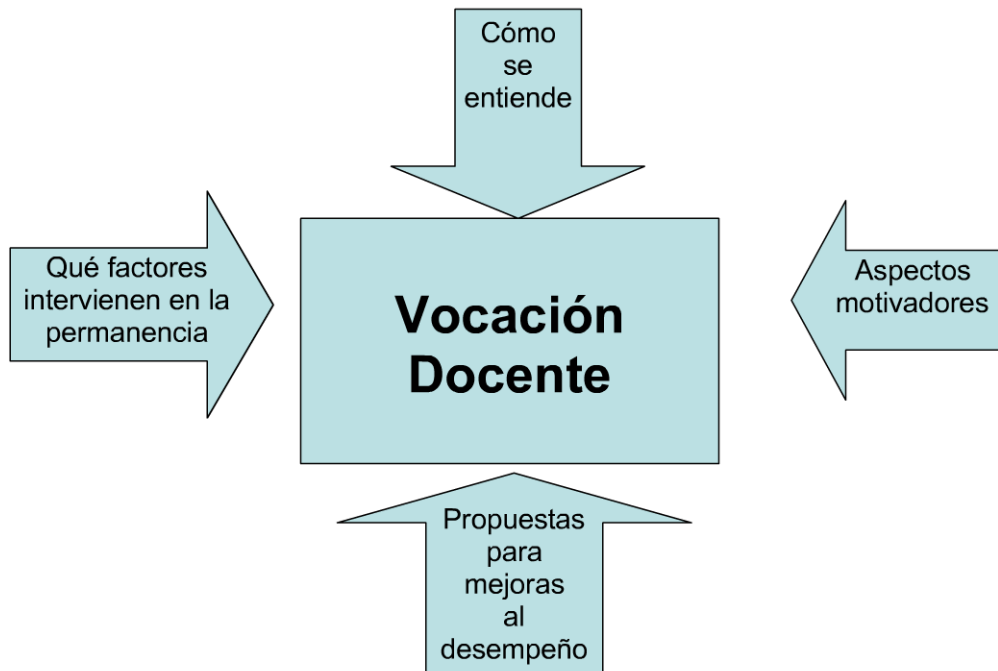 Cómo
se
entiende
Qué factores
intervienen en la
permanencia
Vocación
Docente
Aspectos
motivadores
Propuestas
para
mejoras
al
desempeño